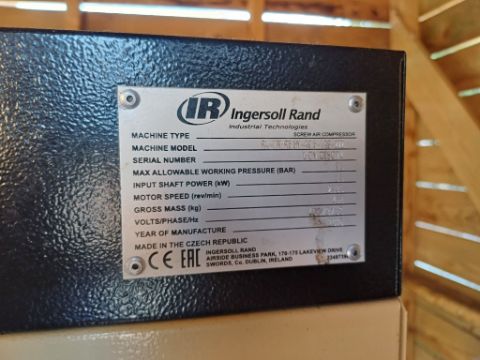 IR Ingersoll Rand
Industrial Technologies
MACHINE TYPE SCREW AIR COMPRESSOR
MACHINE MODEL
SERIAL NUMBER
MAX ALLOWABLE WORKING PRESSURE (BAR)
INPUT SHAFT POWER (kW)
MOTOR SPEED (rev/min)
GROSS MASS (kg)
VOLTS/PHASE/Hz
YEAR OF MANUFACTURE
MADE IN THE CZECH REPUBLIC
CE EAC
INGERSOLL RAND
AIRSIDE BUSINESS PARK, 170-175 LAKEVIEW DRIVE
SWORDS, Co. DUBLIN, IRELAND